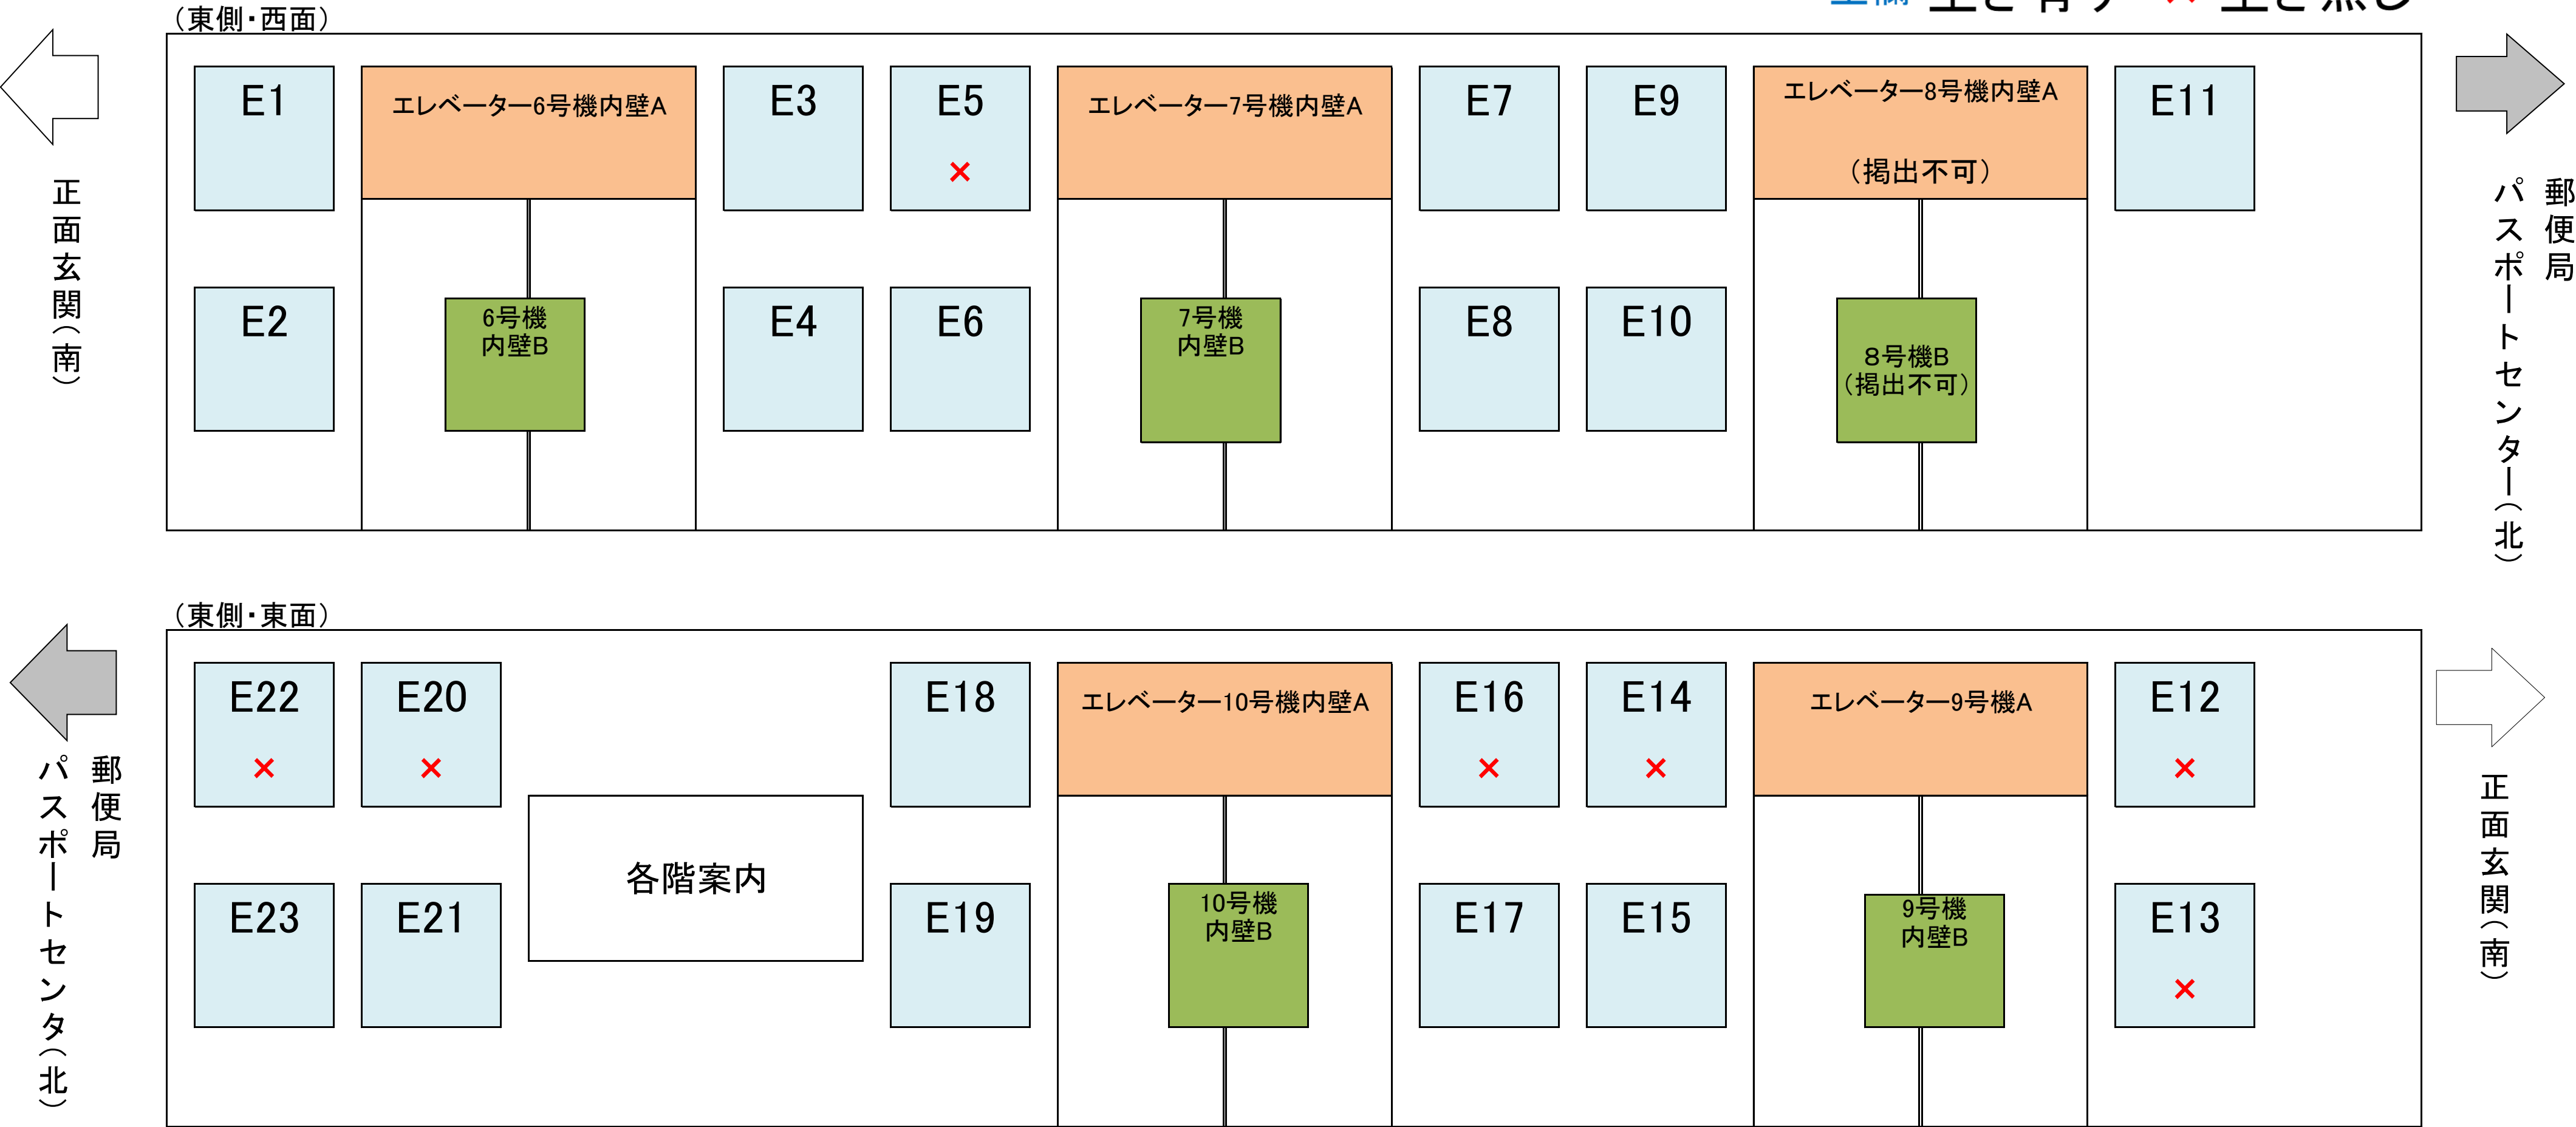 （東側・西面）
E1
エレベーター6号機内壁A
E3
E5
×
エレベーター7号機内壁A
E7
E9
エレベーター8号機内壁A
（掲出不可）
E11
E2
6号機
内壁B
E4
E6
7号機
内壁B
E8
E10
8号機B
（掲出不可）
正面玄関（南）
郵便局
パスポートセンター（北）
（東側・東面）
E22
×
E20
×
E18
エレベーター10号機内壁A
E16
×
E14
×
エレベーター9号機A
E12
×
各階案内
E23
E21
E19
10号機
内壁B
E17
E15
9号機
内壁B
E13
×
郵便局
パスポートセンタ（北）
正面玄関（南）